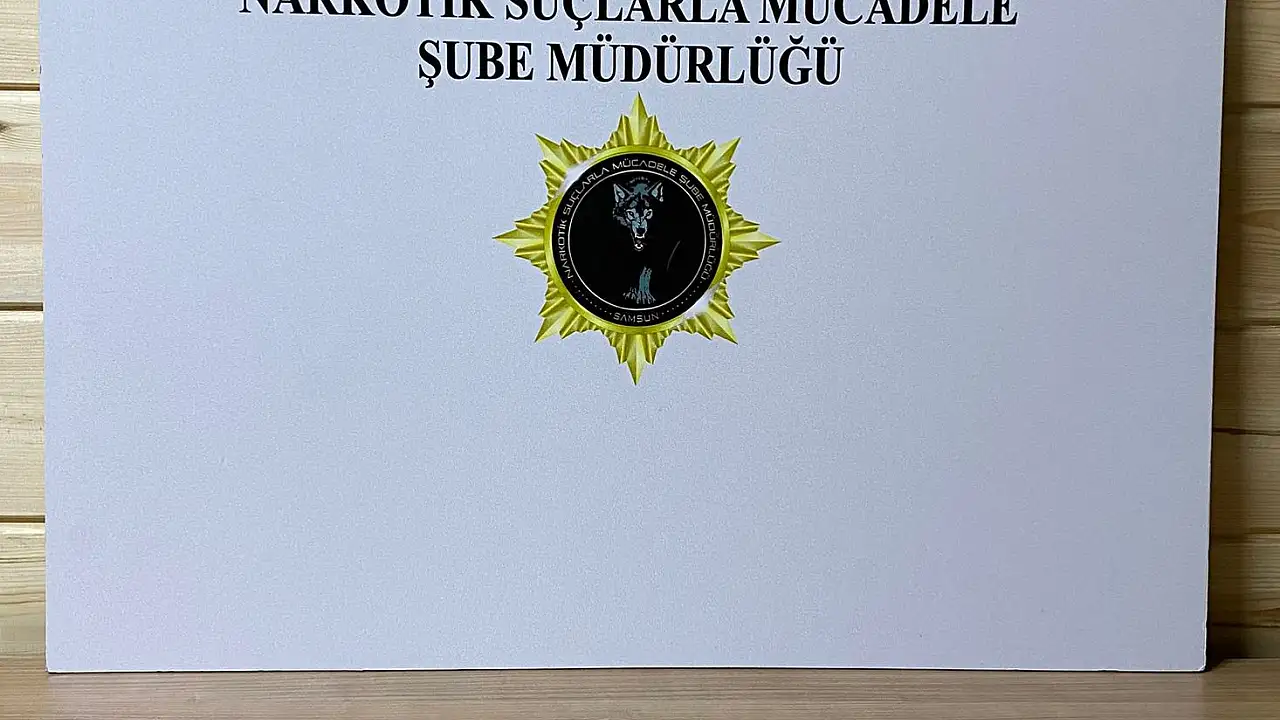 NARKOTİK SUÇLARLA MÜCADELE
ŞUBE MÜDÜRLÜĞÜ
NARKOTİK SUÇLARLA MÜCADELE ŞUBE MÜDÜRLÜĞÜ
SAMSUN